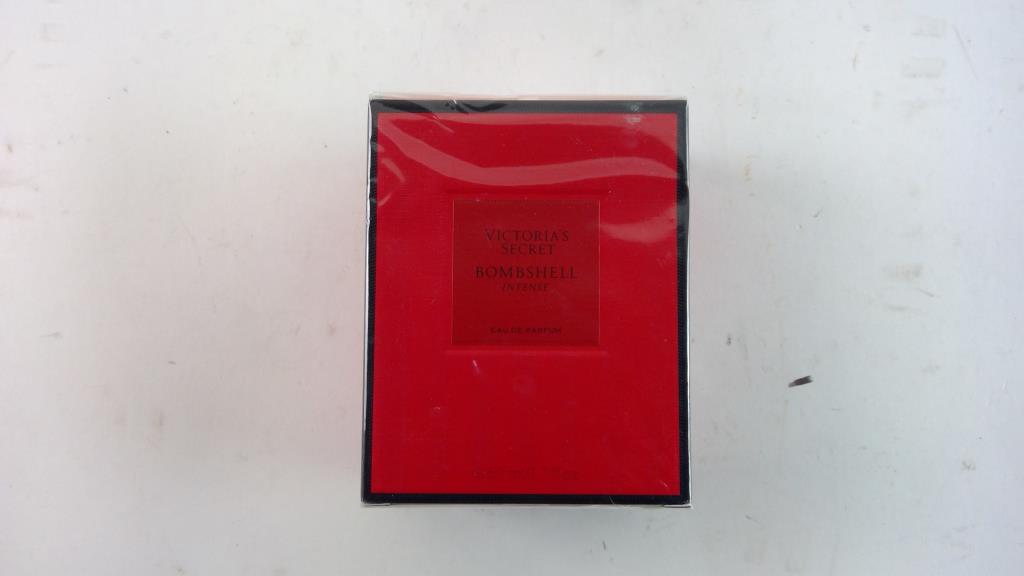 VICTORIA'S
SECRET
BOMBSHELL
INTENSE
EAU DE PARFUM